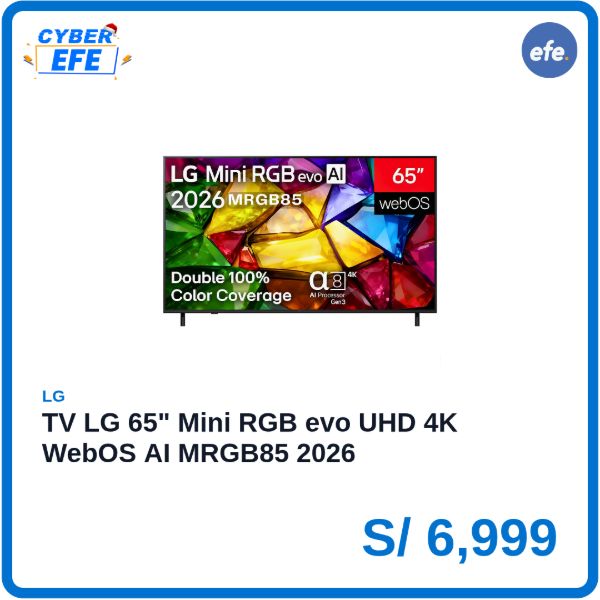 CYBER
EFE
efe.
LG Mini RGB evo AI
65”
2026 MRGB85
webOS
Double 100%
Color Coverage
α8 4K
AI Processor
Gen3
LG
TV LG 65" Mini RGB evo UHD 4K
WebOS AI MRGB85 2026
S/ 6,999